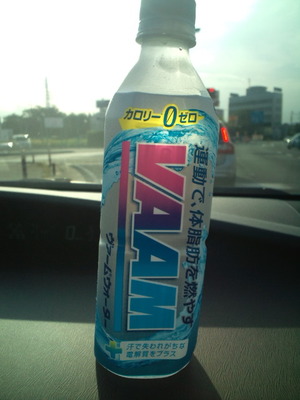 カロリー0ゼロ
運動で、体脂肪を燃やす
VAAM
ヴァームウォーター
汗で失われがちな
電解質をプラス